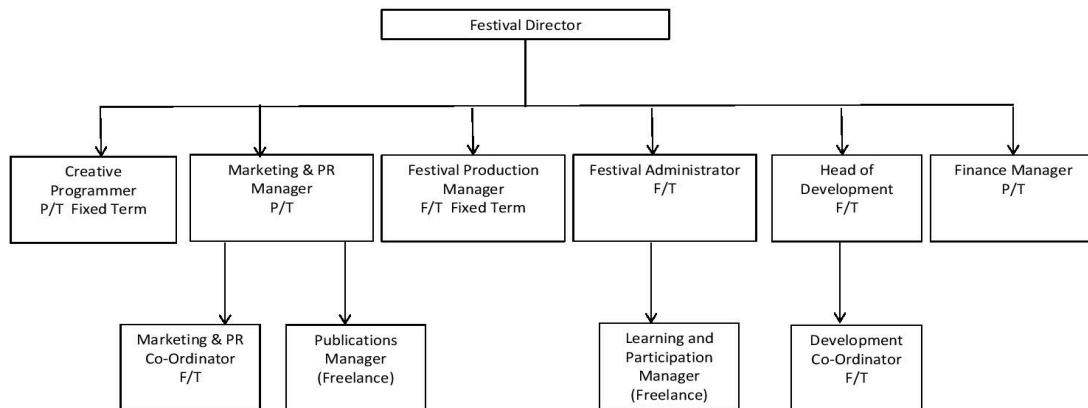 Festival Director
Creative
Programmer
P/T Fixed Term
Marketing & PR
Manager
P/T
Festival Production
Manager
F/T Fixed Term
Festival Administrator
F/T
Head of
Development
F/T
Finance Manager
P/T
Marketing & PR
Co-Ordinator
F/T
Publications
Manager
(Freelance)
Learning and
Participation
Manager
(Freelance)
Development
Co-Ordinator
F/T